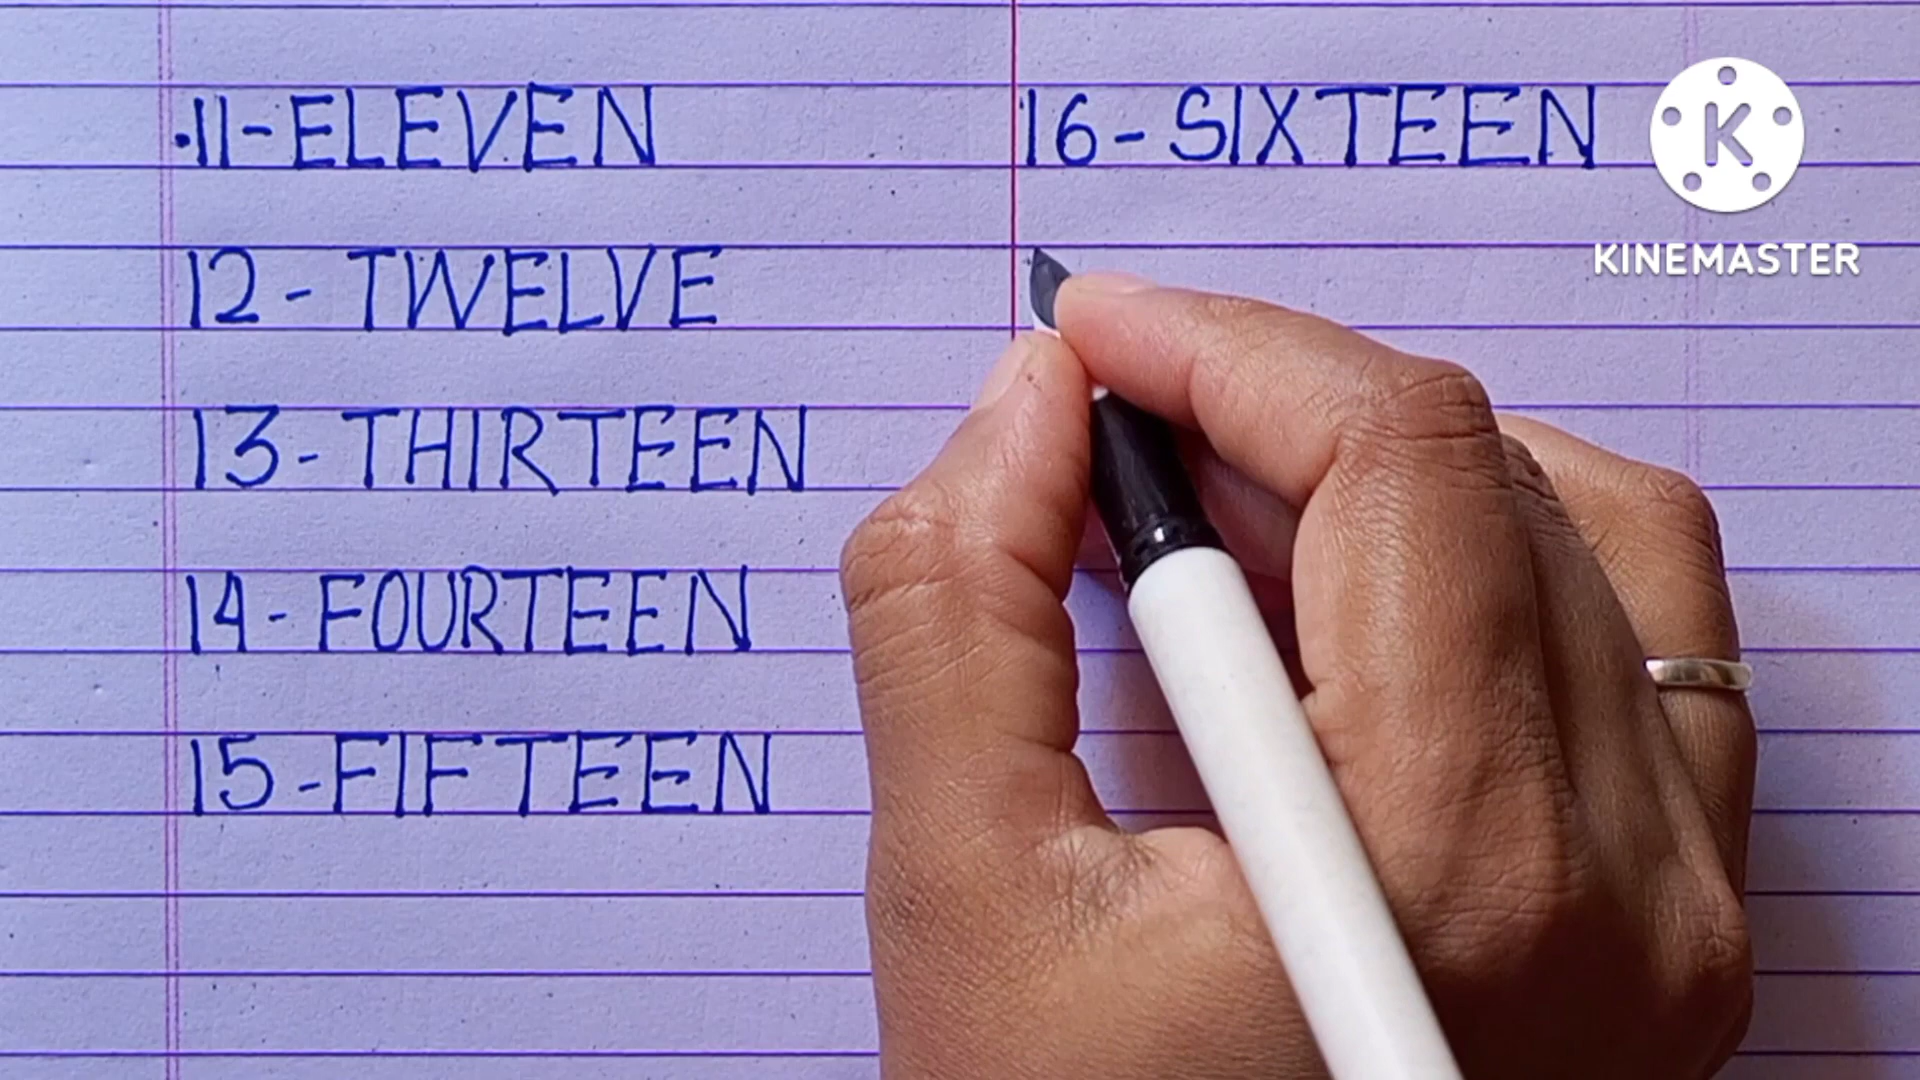 11-ELEVEN
12- TWELVE
13-THIRTEEN
14-FOURTEEN
15-FIFTEEN
16-SIXTEEN
K
KINEMASTER